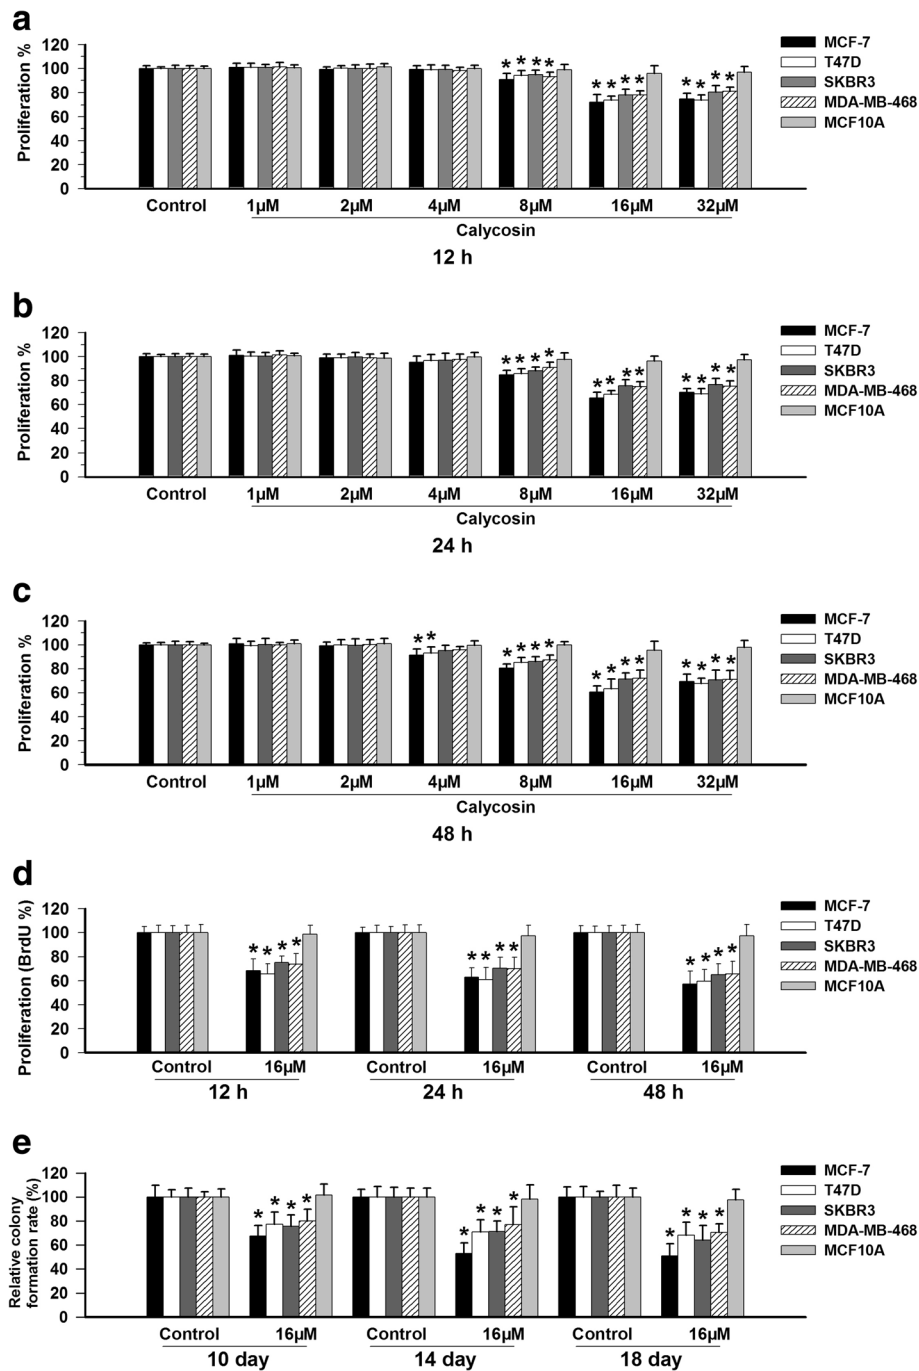 a
Proliferation %
120
100
80
60
40
20
0
* * * *
* * * *
* * * *
MCF-7
T47D
SKBR3
MDA-MB-468
MCF10A
Control 1μM 2μM 4μM 8μM 16μM 32μM
Calycosin
12 h
b
Proliferation %
120
100
80
60
40
20
0
* * * *
* * * *
* * * *
MCF-7
T47D
SKBR3
MDA-MB-468
MCF10A
Control 1μM 2μM 4μM 8μM 16μM 32μM
Calycosin
24 h
c
Proliferation %
120
100
80
60
40
20
0
* *
* * * *
* * * *
* * * *
MCF-7
T47D
SKBR3
MDA-MB-468
MCF10A
Control 1μM 2μM 4μM 8μM 16μM 32μM
Calycosin
48 h
d
Proliferation (BrdU %)
120
100
80
60
40
20
0
* * * *
* * * *
* * * *
MCF-7
T47D
SKBR3
MDA-MB-468
MCF10A
Control 16μM Control 16μM Control 16μM
12 h 24 h 48 h
e
Relative colony
formation rate (%)
120
100
80
60
40
20
0
* * * *
* * * *
* * * *
MCF-7
T47D
SKBR3
MDA-MB-468
MCF10A
Control 16μM Control 16μM Control 16μM
10 day 14 day 18 day